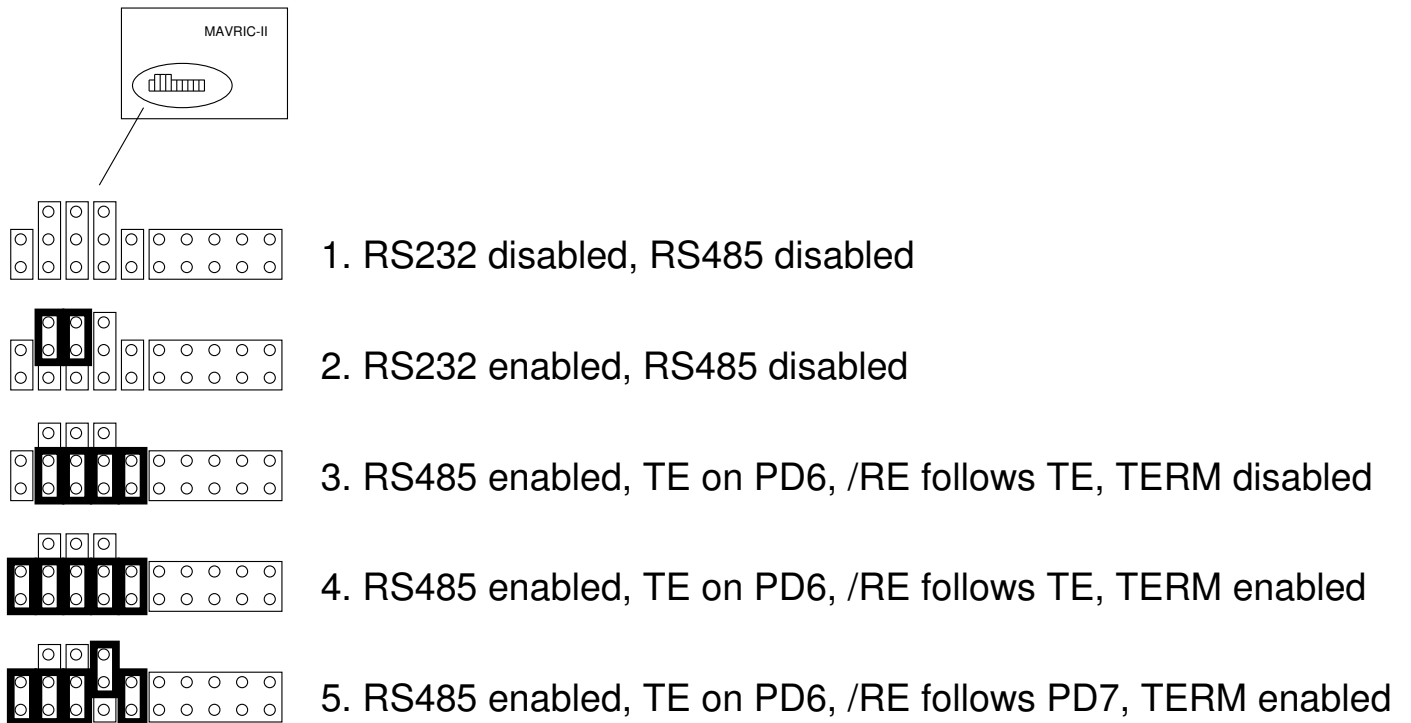 MAVRIC-II
1. RS232 disabled, RS485 disabled
2. RS232 enabled, RS485 disabled
3. RS485 enabled, TE on PD6, /RE follows TE, TERM disabled
4. RS485 enabled, TE on PD6, /RE follows TE, TERM enabled
5. RS485 enabled, TE on PD6, /RE follows PD7, TERM enabled